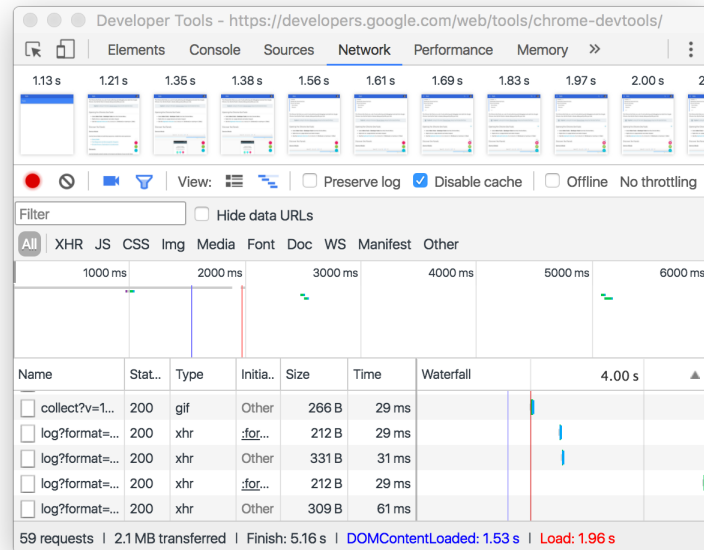 Developer Tools - https://developers.google.com/web/tools/chrome-devtools/
Elements Console Sources Network Performance Memory »
1.13 s 1.21 s 1.35 s 1.38 s 1.56 s 1.61 s 1.69 s 1.83 s 1.97 s 2.00 s 2
View: Preserve log Disable cache Offline No throttling
Filter Hide data URLs
All XHR JS CSS Img Media Font Doc WS Manifest Other
1000 ms 2000 ms 3000 ms 4000 ms 5000 ms 6000 ms
Name Stat... Type Initia.. Size Time Waterfall 4.00 s
collect?v=1... 200 gif Other 266 B 29 ms
log?format=... 200 xhr :for... 212 B 29 ms
log?format=... 200 xhr Other 331 B 31 ms
log?format=... 200 xhr :for... 212 B 29 ms
log?format=... 200 xhr Other 309 B 61 ms
59 requests | 2.1 MB transferred | Finish: 5.16 s | DOMContentLoaded: 1.53 s | Load: 1.96 s